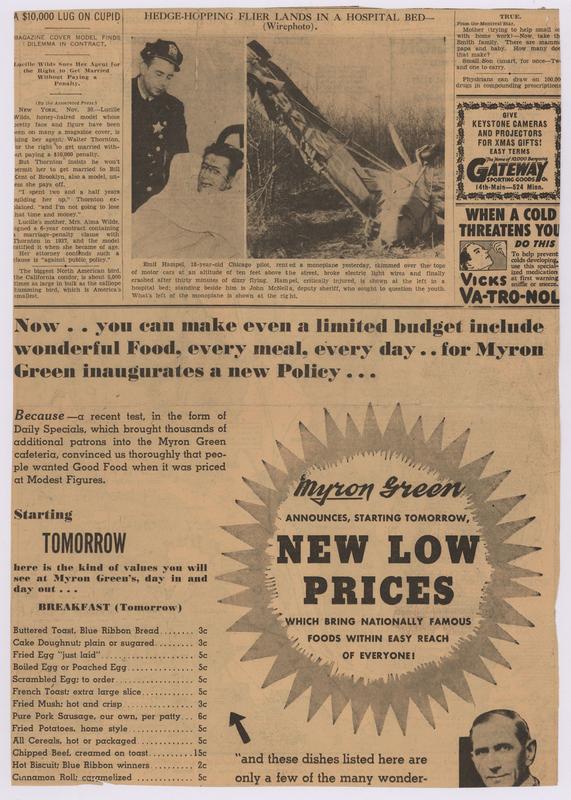 A $10,000 LUG ON CUPID
MAGAZINE COVER MODEL FINDS
DILEMMA IN CONTRACT.
Lucille Wilds Sues Her Agent for
the Right to Get Married
Without Paying a
Penalty.
(By the Associated Press.)
NEW YORK, Nov. 30.—Lucille
Wilds, honey-haired model whose
pretty face and figure have been
seen on many a magazine cover, is
suing her agent, Walter Thornton,
for the right to get married with-
out paying a $10,000 penalty.
But Thornton insists he won't
permit her to get married to Bill
Cent of Brooklyn, also a model, un-
less she pays off.
"I spent two and a half years
building her up," Thornton ex-
plained, "and I'm not going to lose
that time and money."
Lucille's mother, Mrs. Alma Wilds,
signed a 6-year contract containing
a marriage-penalty clause with
Thornton in 1937, and the model
ratified it when she became of age.
Her attorney contends such a
clause is "against public policy."
The biggest North American bird,
the California condor, is about 5,000
times as large in bulk as the calliope
humming bird, which is America's
smallest.
HEDGE-HOPPING FLIER LANDS IN A HOSPITAL BED—
(Wirephoto).
Emil Hampel, 18-year-old Chicago pilot, rented a monoplane yesterday, skimmed over the tops
of motor cars at an altitude of ten feet above the street, broke electric light wires and finally
crashed after thirty minutes of dizzy flying. Hampel, critically injured, is shown at the left in a
hospital bed; standing beside him is John McNella, deputy sheriff, who sought to question the youth.
What's left of the monoplane is shown at the right.
TRUE.
From the Montreal Star.
Mother (trying to help small
with home work)—Now, take th
Smith family. There are mamma
papa and baby. How many doe
that make?
Small Son (smart, for once—Tw
and one to carry.
Physicians can draw on 100,00
drugs in compounding prescriptions
GIVE
KEYSTONE CAMERAS
AND PROJECTORS
FOR XMAS GIFTS!
EASY TERMS
The Home of 10,000 Bargains
GATEWAY
SPORTING GOODS CO.
14th-Main—524 Minn.
WHEN A COLD
THREATENS YOU
DO THIS
To help prevent
colds developing,
use this special-
ized medication
at first warning
sniffle or sneeze.
VICKS
VA-TRO-NOL
Now . . you can make even a limited budget include
wonderful Food, every meal, every day . . for Myron
Green inaugurates a new Policy . . .
Because—a recent test, in the form of
Daily Specials, which brought thousands of
additional patrons into the Myron Green
cafeteria, convinced us thoroughly that peo-
ple wanted Good Food when it was priced
at Modest Figures.
Starting
TOMORROW
here is the kind of values you will
see at Myron Green's, day in and
day out . . .
BREAKFAST (Tomorrow)
Buttered Toast, Blue Ribbon Bread........ 3c
Cake Doughnut; plain or sugared.......... 3c
Fried Egg "just laid"..................... 5c
Boiled Egg or Poached Egg................ 5c
Scrambled Egg; to order.................. 5c
French Toast; extra large slice............ 5c
Fried Mush; hot and crisp................. 3c
Pure Pork Sausage, our own, per patty... 6c
Fried Potatoes, home style................ 5c
All Cereals, hot or packaged.............. 5c
Chipped Beef, creamed on toast...........15c
Hot Biscuit; Blue Ribbon winners.......... 2c
Cinnamon Roll; caramelized............... 5c
Myron Green
ANNOUNCES, STARTING TOMORROW,
NEW LOW
PRICES
WHICH BRING NATIONALLY FAMOUS
FOODS WITHIN EASY REACH
OF EVERYONE!
"and these dishes listed here are
only a few of the many wonder-